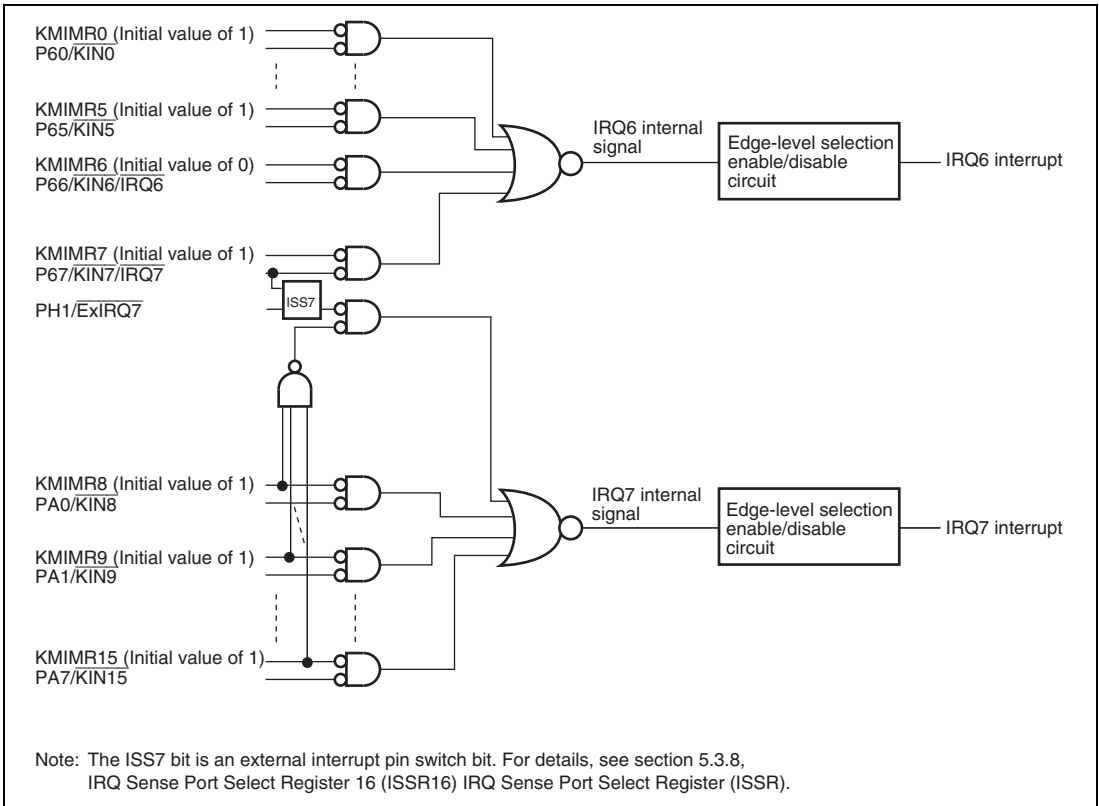 KMIMR0 (Initial value of 1)
P60/KIN0
KMIMR5 (Initial value of 1)
P65/KIN5
KMIMR6 (Initial value of 0)
P66/KIN6/IRQ6
IRQ6 internal
signal
Edge-level selection
enable/disable
circuit
IRQ6 interrupt
KMIMR7 (Initial value of 1)
P67/KIN7/IRQ7
PH1/ExIRQ7
ISS7
KMIMR8 (Initial value of 1)
PA0/KIN8
KMIMR9 (Initial value of 1)
PA1/KIN9
IRQ7 internal
signal
Edge-level selection
enable/disable
circuit
IRQ7 interrupt
KMIMR15 (Initial value of 1)
PA7/KIN15
Note: The ISS7 bit is an external interrupt pin switch bit. For details, see section 5.3.8,
IRQ Sense Port Select Register 16 (ISSR16) IRQ Sense Port Select Register (ISSR).